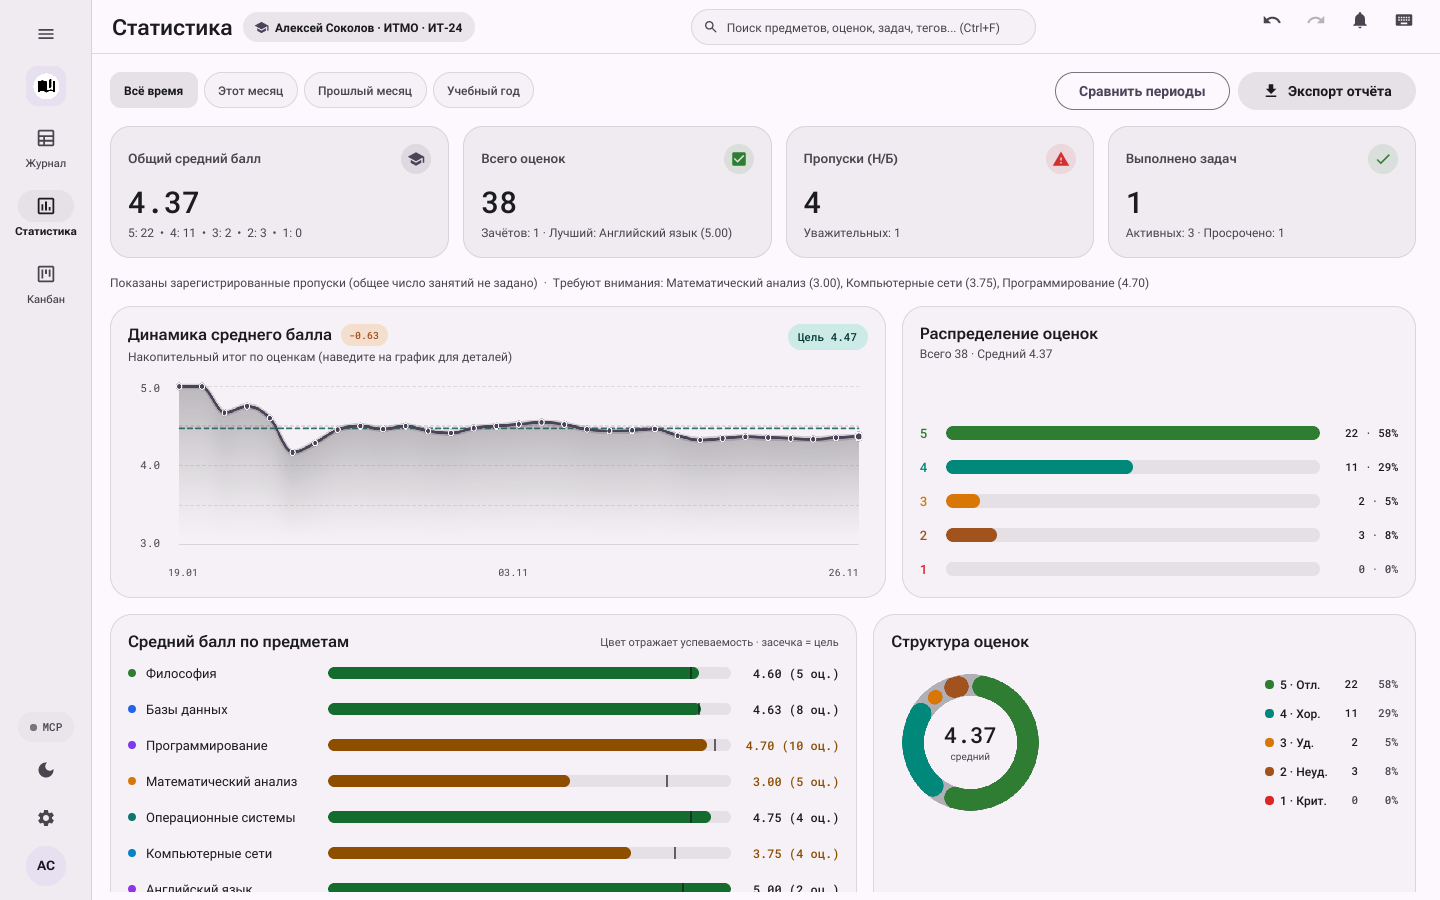 Статистика
Алексей Соколов · ИТМО · ИТ-24
Поиск предметов, оценок, задач, тегов... (Ctrl+F)
Журнал
Статистика
Канбан
MCP
АС
Всё время
Этот месяц
Прошлый месяц
Учебный год
Сравнить периоды
Экспорт отчёта
Общий средний балл
4.37
5: 22 • 4: 11 • 3: 2 • 2: 3 • 1: 0
Всего оценок
38
Зачётов: 1 · Лучший: Английский язык (5.00)
Пропуски (Н/Б)
4
Уважительных: 1
Выполнено задач
1
Активных: 3 · Просрочено: 1
Показаны зарегистрированные пропуски (общее число занятий не задано) · Требуют внимания: Математический анализ (3.00), Компьютерные сети (3.75), Программирование (4.70)
Динамика среднего балла
-0.63
Цель 4.47
Накопительный итог по оценкам (наведите на график для деталей)
5.0
4.0
3.0
19.01
03.11
26.11
Распределение оценок
Всего 38 · Средний 4.37
5 22 · 58%
4 11 · 29%
3 2 · 5%
2 3 · 8%
1 0 · 0%
Средний балл по предметам
Цвет отражает успеваемость · засечка = цель
Философия 4.60 (5 оц.)
Базы данных 4.63 (8 оц.)
Программирование 4.70 (10 оц.)
Математический анализ 3.00 (5 оц.)
Операционные системы 4.75 (4 оц.)
Компьютерные сети 3.75 (4 оц.)
Английский язык 5.00 (2 оц.)
Структура оценок
4.37
средний
5 · Отл. 22 58%
4 · Хор. 11 29%
3 · Уд. 2 5%
2 · Неуд. 3 8%
1 · Крит. 0 0%